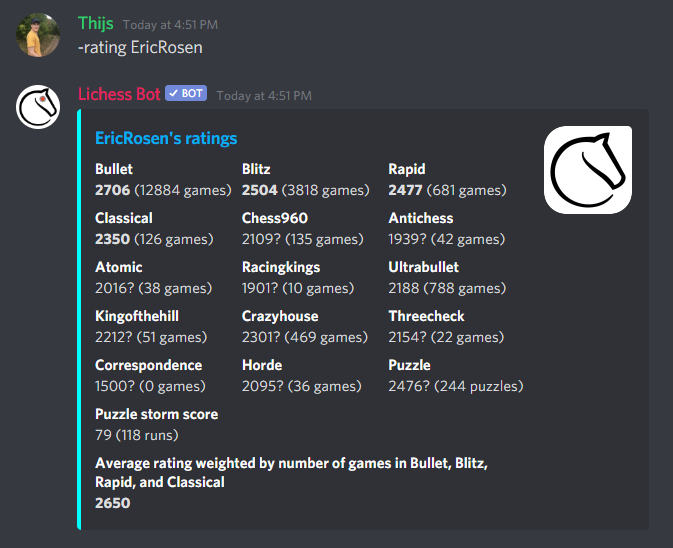 Thijs Today at 4:51 PM
-rating EricRosen
Lichess Bot BOT Today at 4:51 PM
EricRosen's ratings
Bullet Blitz Rapid
2706 (12884 games) 2504 (3818 games) 2477 (681 games)
Classical Chess960 Antichess
2350 (126 games) 2109? (135 games) 1939? (42 games)
Atomic Racingkings Ultrabullet
2016? (38 games) 1901? (10 games) 2188 (788 games)
Kingofthehill Crazyhouse Threecheck
2212? (51 games) 2301? (469 games) 2154? (22 games)
Correspondence Horde Puzzle
1500? (0 games) 2095? (36 games) 2476? (244 puzzles)
Puzzle storm score
79 (118 runs)
Average rating weighted by number of games in Bullet, Blitz,
Rapid, and Classical
2650